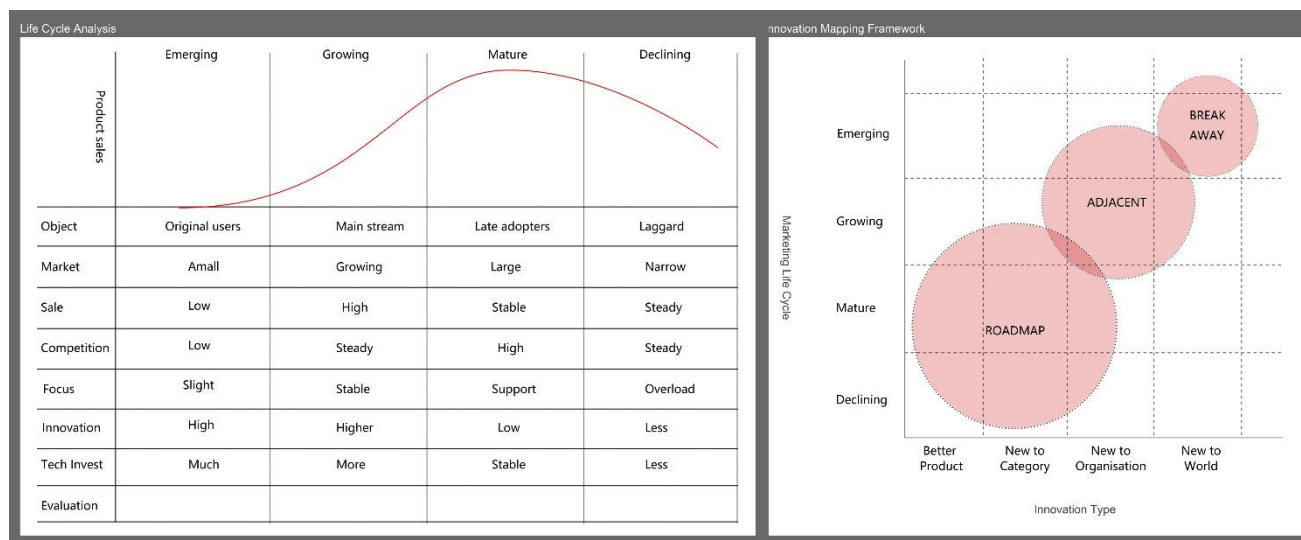 Life Cycle Analysis
Emerging Growing Mature Declining
Product sales
Object Original users Main stream Late adopters Laggard
Market Amall Growing Large Narrow
Sale Low High Stable Steady
Competition Low Steady High Steady
Focus Slight Stable Support Overload
Innovation High Higher Low Less
Tech Invest Much More Stable Less
Evaluation
nnovation Mapping Framework
Marketing Life Cycle
Emerging
Growing
Mature
Declining
BREAK
AWAY
ADJACENT
ROADMAP
Better
Product
New to
Category
New to
Organisation
New to
World
Innovation Type